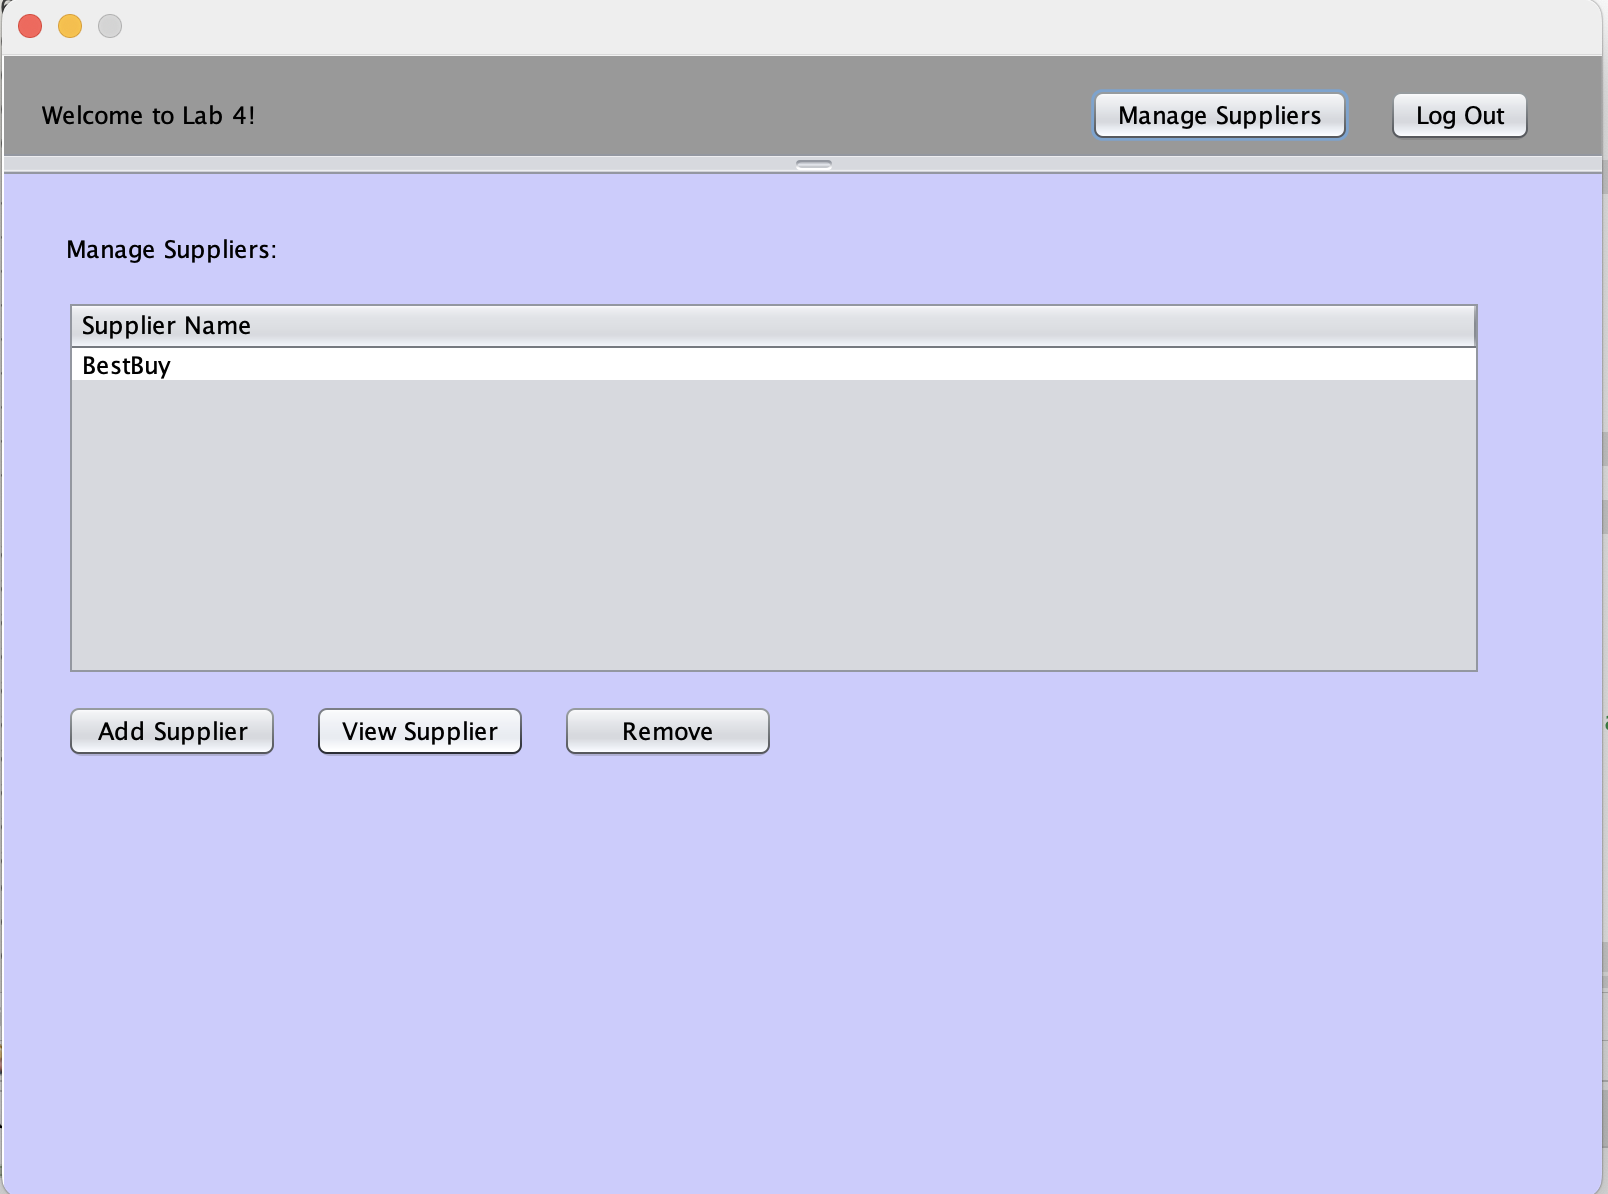 Welcome to Lab 4!
Manage Suppliers
Log Out
Manage Suppliers:
Supplier Name
BestBuy
Add Supplier
View Supplier
Remove